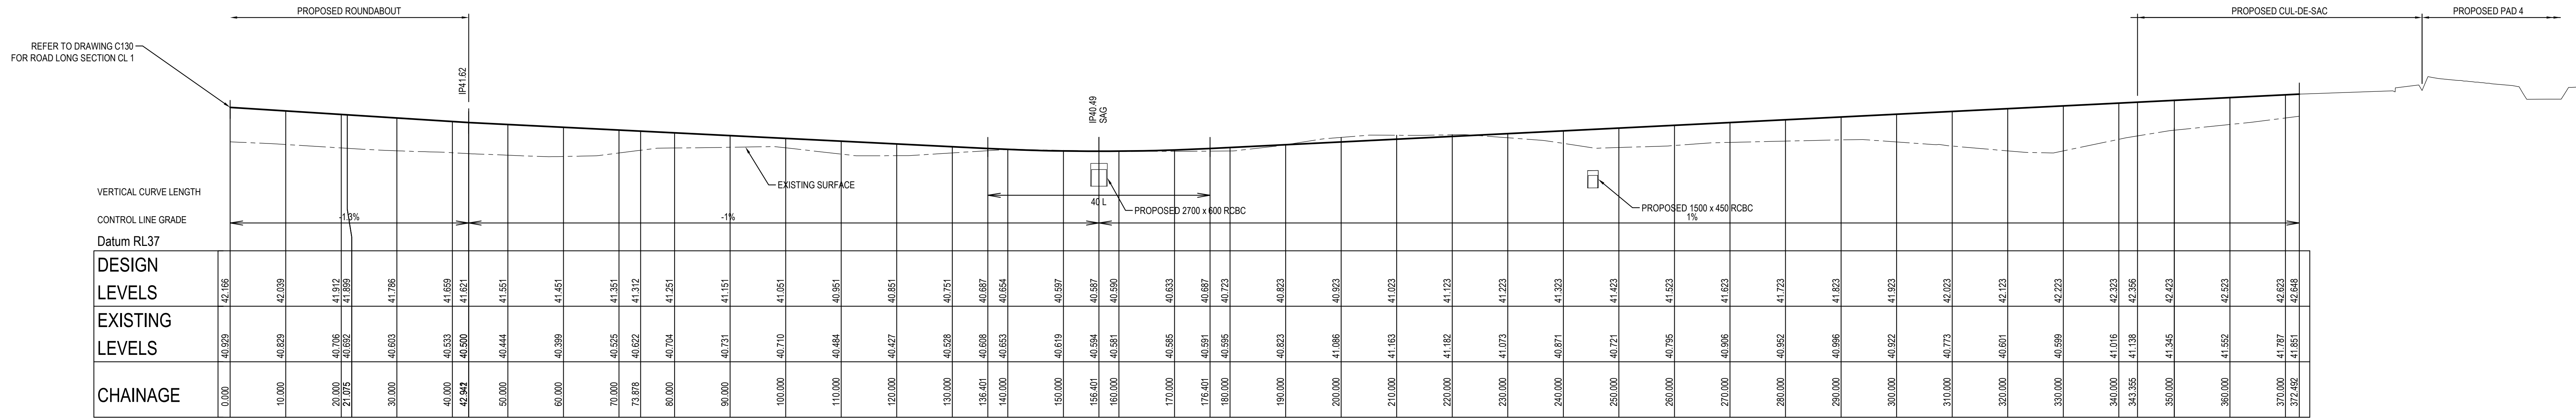 PROPOSED ROUNDABOUT
PROPOSED CUL-DE-SAC
PROPOSED PAD 4
REFER TO DRAWING C130
FOR ROAD LONG SECTION CL 1
IP41.62
IP40.49
SAG
EXISTING SURFACE
VERTICAL CURVE LENGTH
40 L
PROPOSED 2700 x 600 RCBC
PROPOSED 1500 x 450 RCBC
CONTROL LINE GRADE
-1.3%
-1%
1%
Datum RL37
DESIGN
LEVELS
42.166 42.039 41.912 41.899 41.786 41.659 41.621 41.551 41.451 41.351 41.312 41.251 41.151 41.051 40.951 40.851 40.751 40.687 40.654 40.597 40.587 40.590 40.633 40.687 40.723 40.823 40.923 41.023 41.123 41.223 41.323 41.423 41.523 41.623 41.723 41.823 41.923 42.023 42.123 42.223 42.323 42.356 42.423 42.523 42.623 42.648
EXISTING
LEVELS
40.929 40.829 40.706 40.692 40.603 40.533 40.500 40.444 40.399 40.525 40.622 40.704 40.731 40.710 40.484 40.427 40.528 40.608 40.653 40.619 40.594 40.581 40.585 40.591 40.595 40.823 41.086 41.163 41.182 41.073 40.871 40.721 40.795 40.906 40.952 40.996 40.922 40.773 40.601 40.599 41.016 41.138 41.345 41.552 41.787 41.851
CHAINAGE
0.000 10.000 20.000 21.075 30.000 40.000 50.000 60.000 70.000 73.878 80.000 90.000 100.000 110.000 120.000 130.000 136.401 140.000 150.000 156.401 160.000 170.000 176.401 180.000 190.000 200.000 210.000 220.000 230.000 240.000 250.000 260.000 270.000 280.000 290.000 300.000 310.000 320.000 330.000 340.000 343.355 350.000 360.000 370.000 372.492